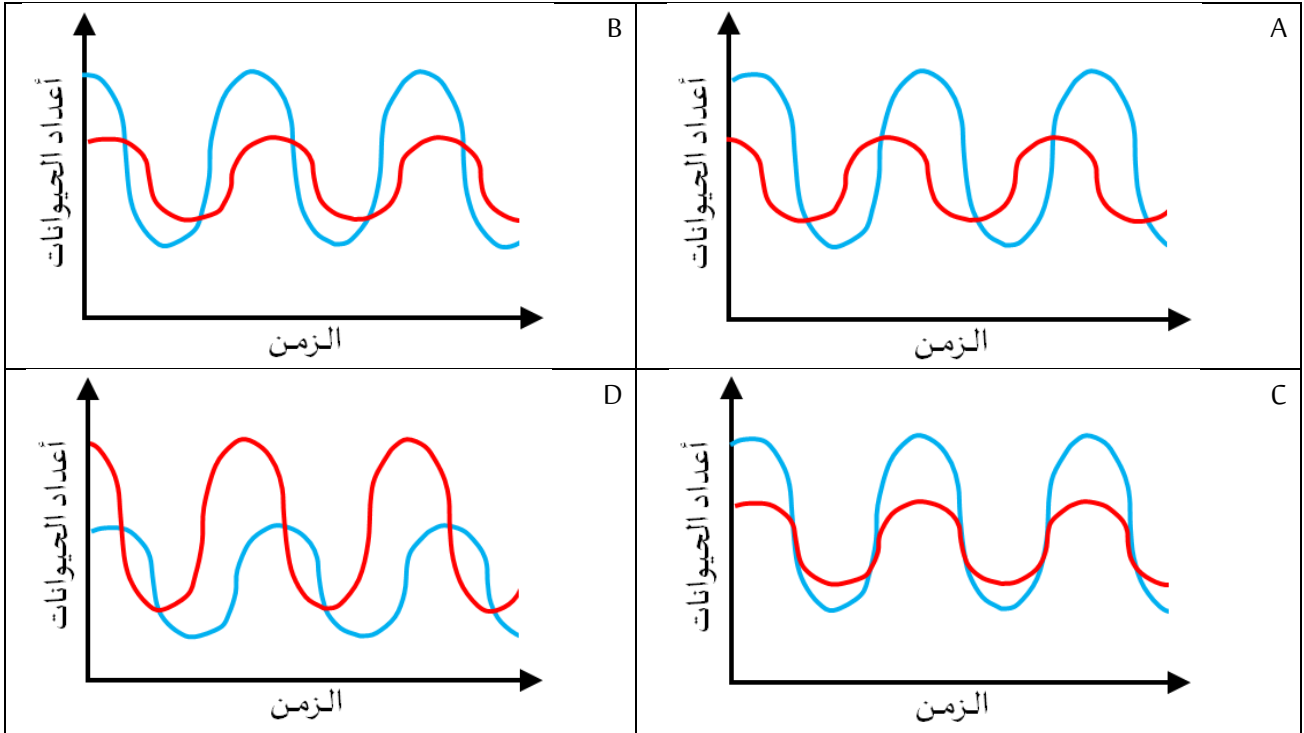 A
أعداد الحيوانات
الزمن
B
أعداد الحيوانات
الزمن
C
أعداد الحيوانات
الزمن
D
أعداد الحيوانات
الزمن